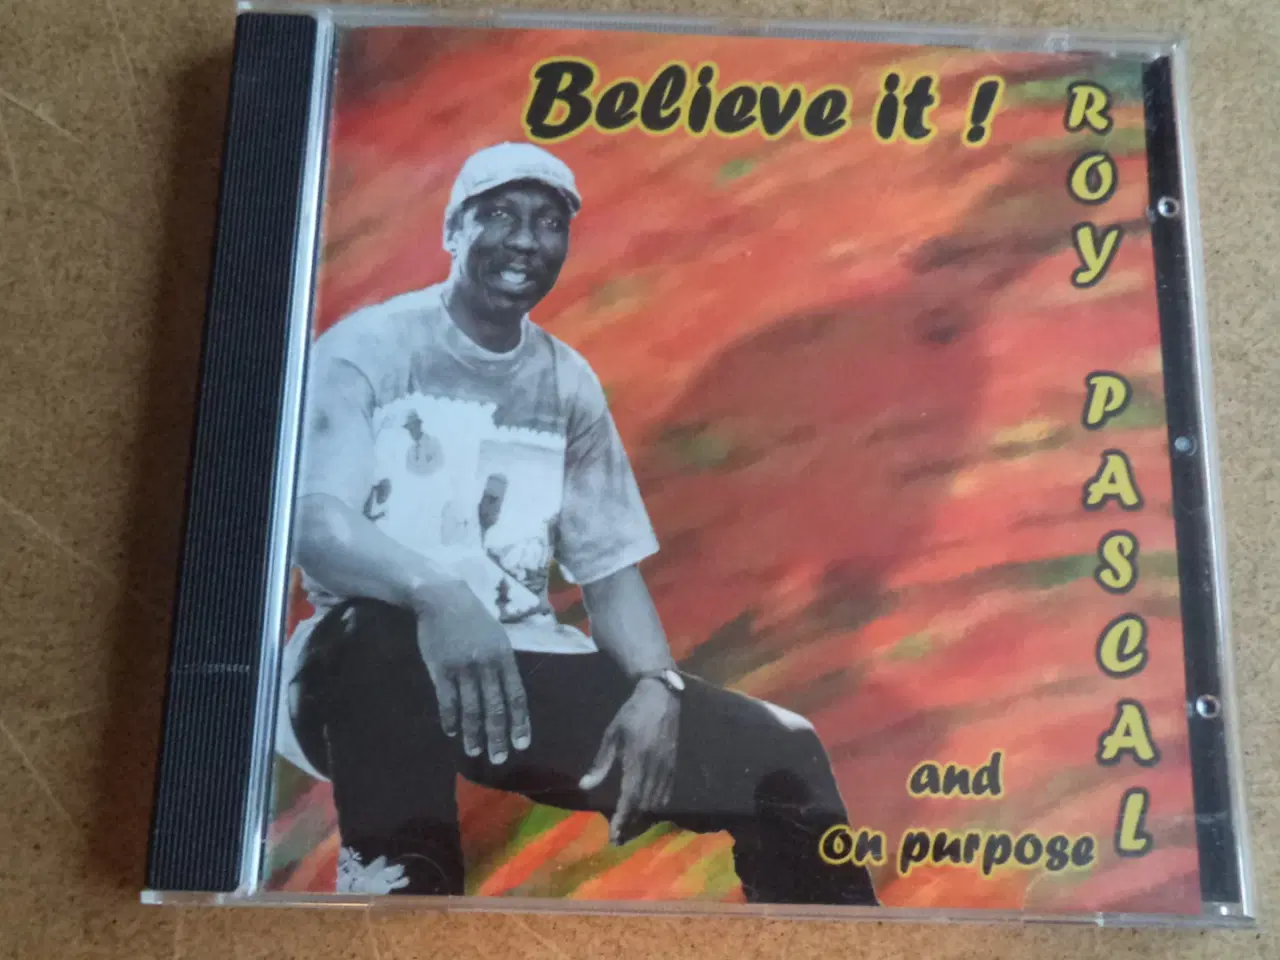 Believe it !
ROY PASCAL
and
on purpose